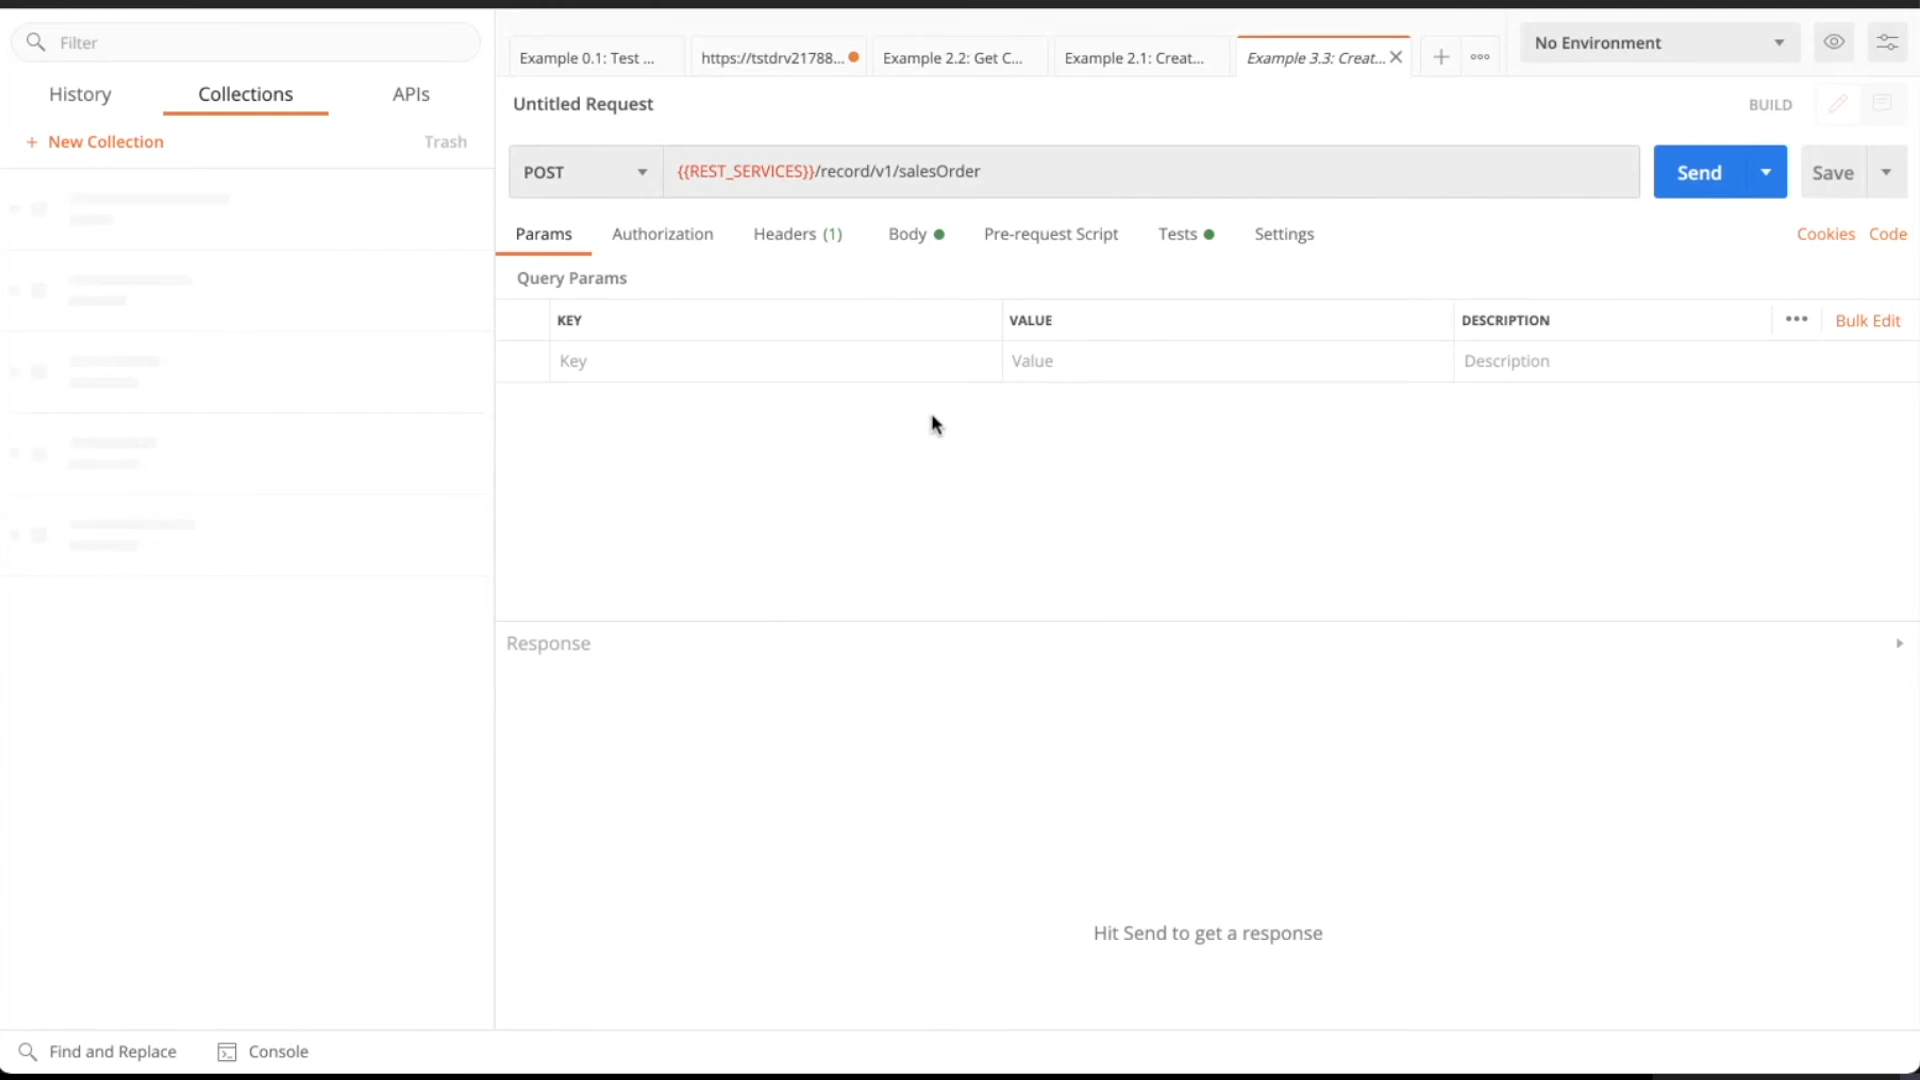 Filter
History
Collections
APIs
+ New Collection
Trash
Example 0.1: Test ...
https://tstdrv21788...
Example 2.2: Get C...
Example 2.1: Creat...
Example 3.3: Creat...
No Environment
Untitled Request
BUILD
POST
{{REST_SERVICES}}/record/v1/salesOrder
Send
Save
Params
Authorization
Headers (1)
Body
Pre-request Script
Tests
Settings
Cookies
Code
Query Params
KEY
VALUE
DESCRIPTION
Bulk Edit
Key
Value
Description
Response
Hit Send to get a response
Find and Replace
Console